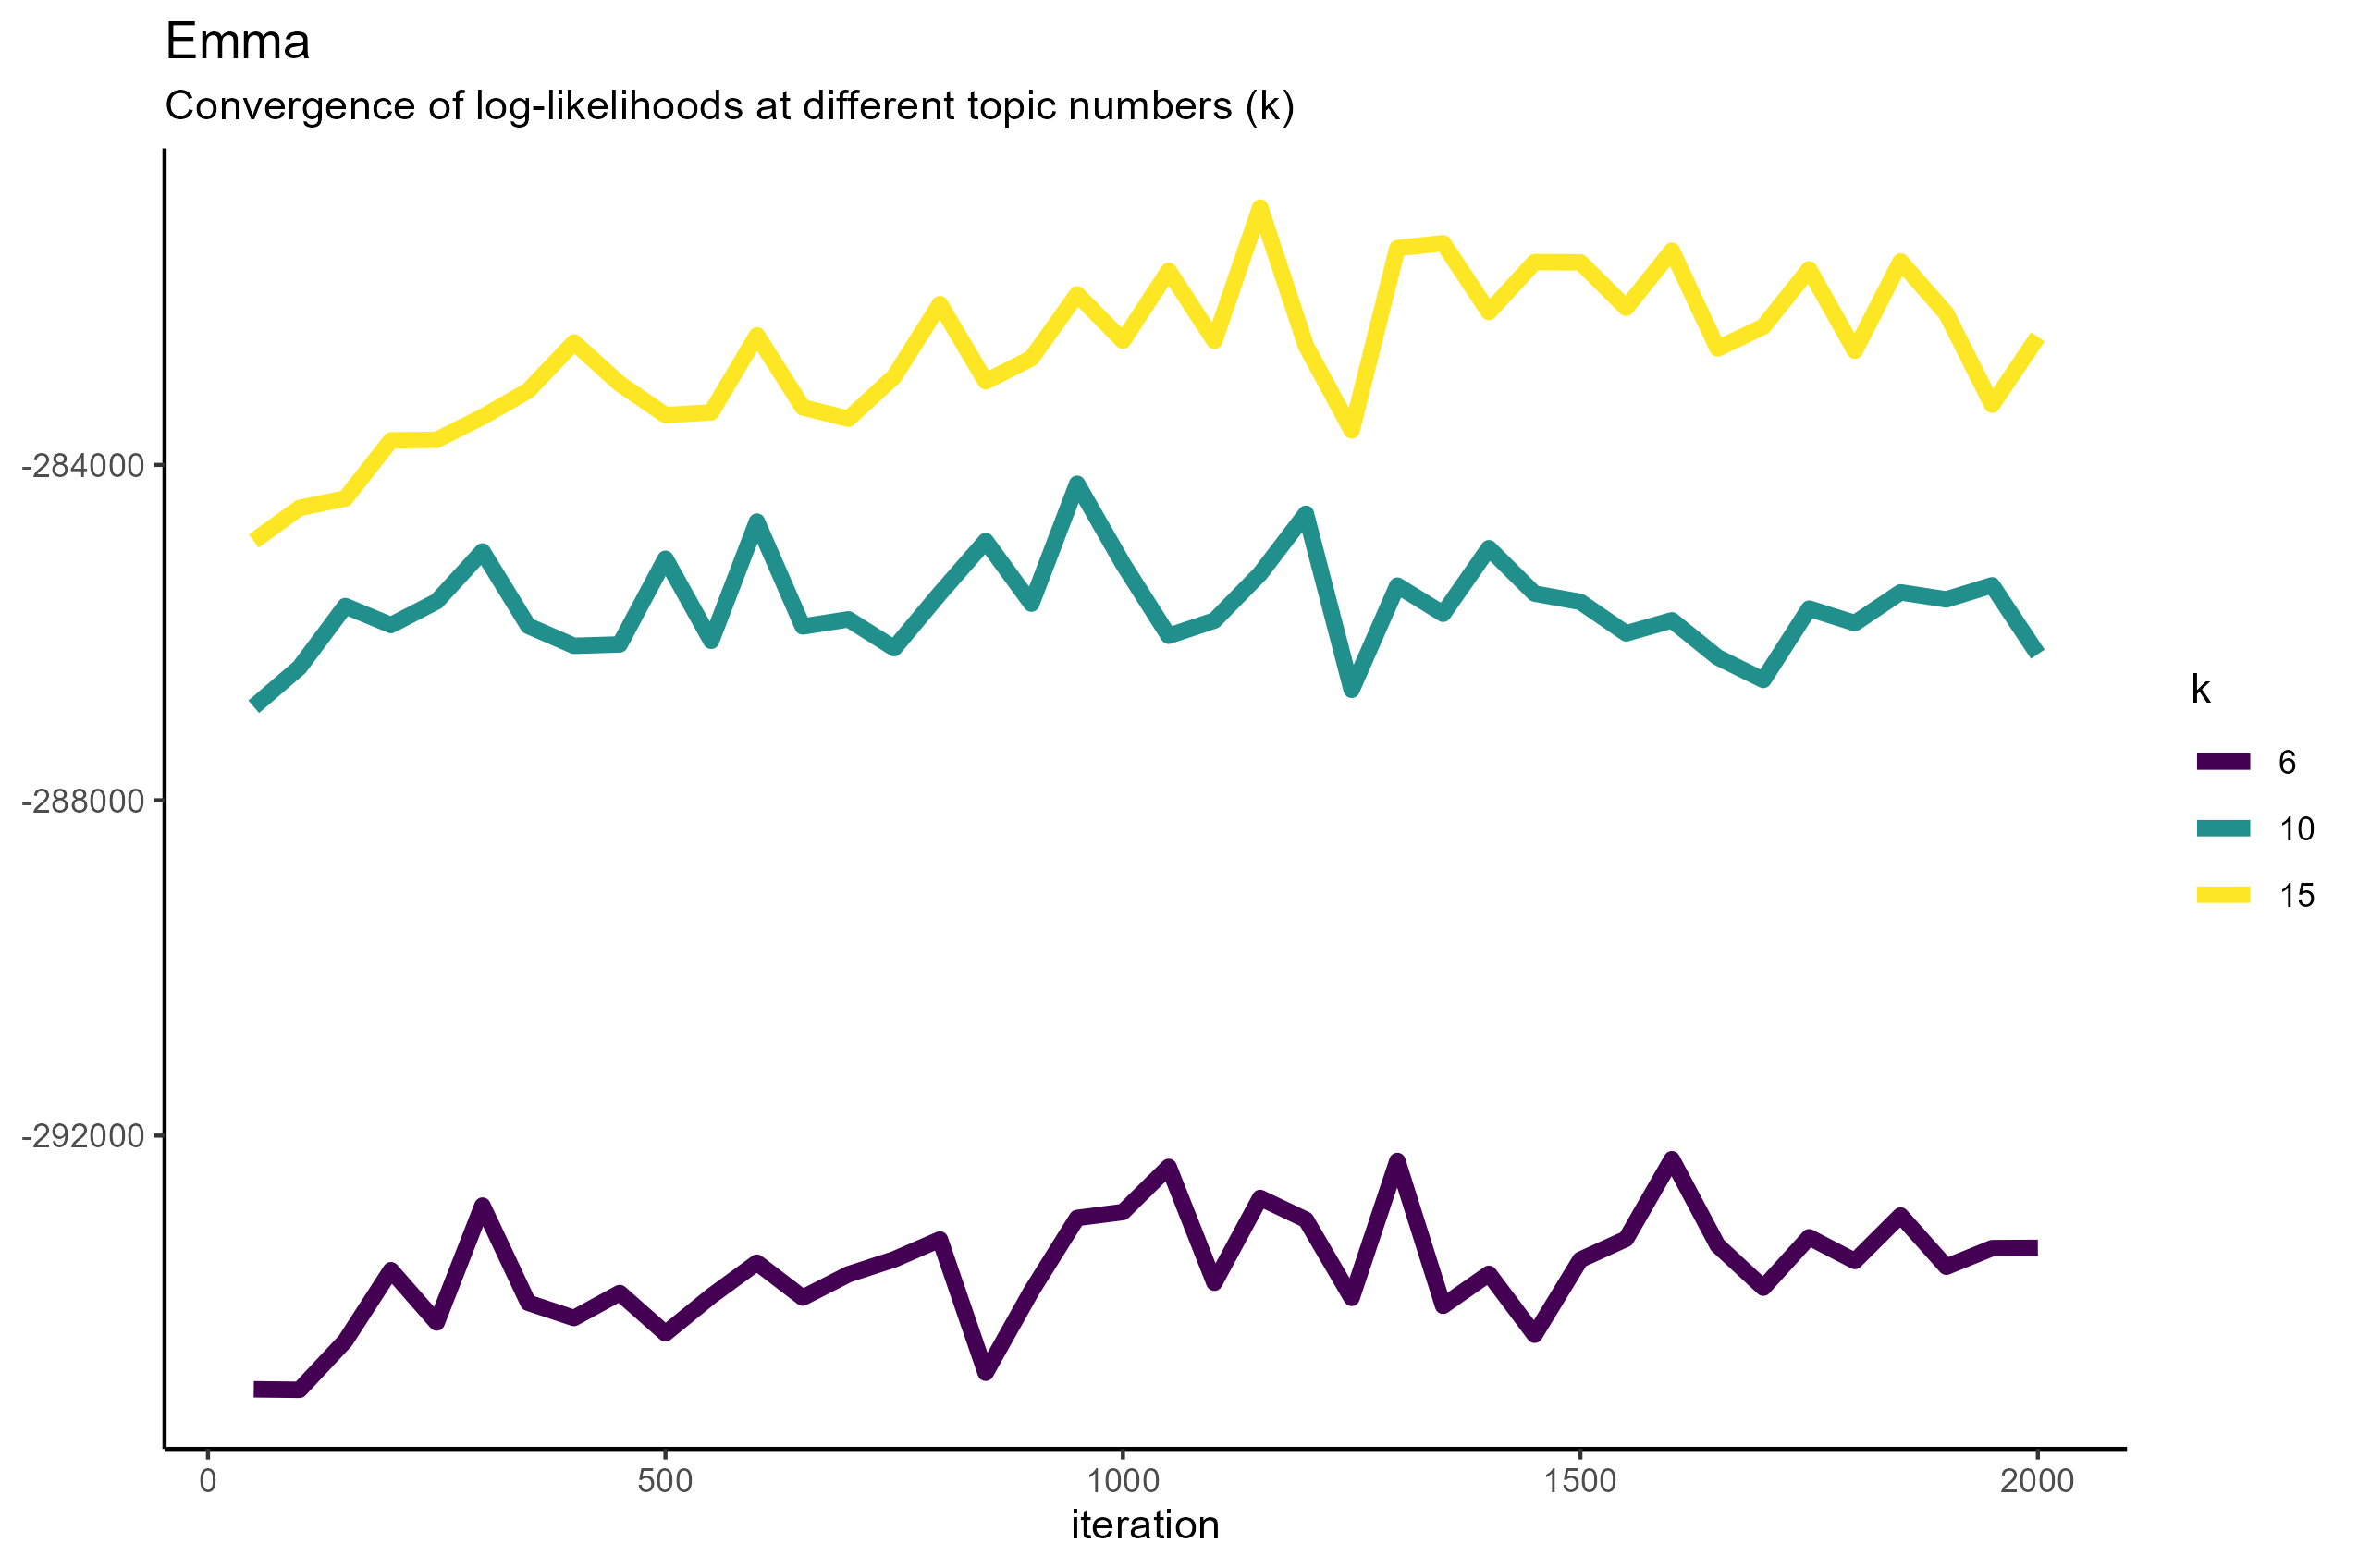 Emma
Convergence of log-likelihoods at different topic numbers (k)
-284000
-288000
-292000
0 500 1000 1500 2000
iteration
k
6
10
15